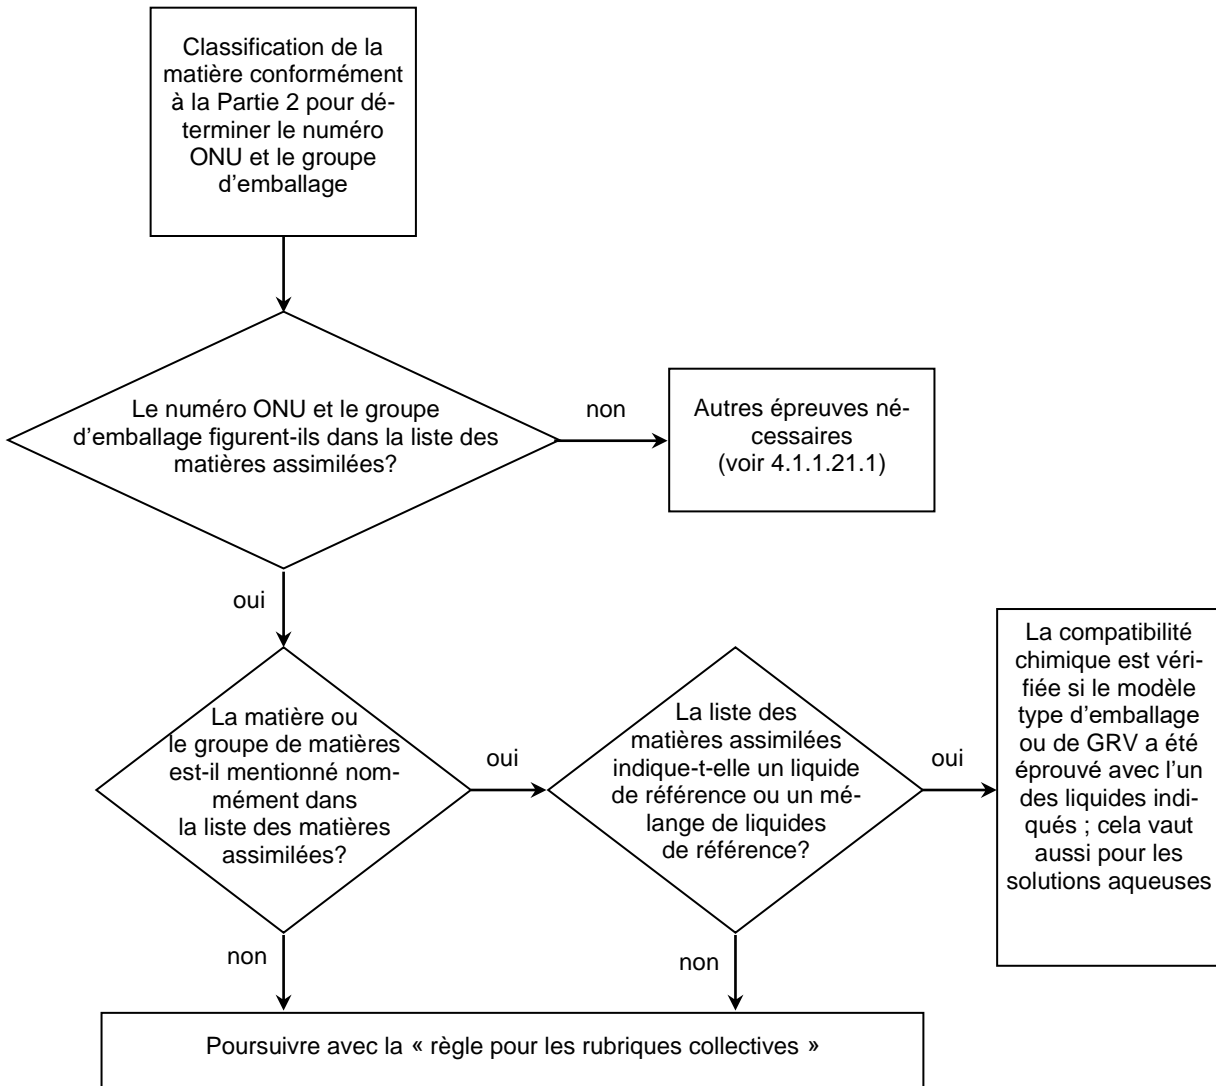 Classification de la
matière conformément
à la Partie 2 pour dé-
terminer le numéro
ONU et le groupe
d'emballage
Le numéro ONU et le groupe
d'emballage figurent-ils dans la liste des
matières assimilées?
non
Autres épreuves né-
cessaires
(voir 4.1.1.21.1)
oui
La matière ou
le groupe de matières
est-il mentionné nom-
mément dans
la liste des matières
assimilées?
oui
La liste des
matières assimilées
indique-t-elle un liquide
de référence ou un mé-
lange de liquides
de référence?
oui
La compatibilité
chimique est véri-
fiée si le modèle
type d'emballage
ou de GRV a été
éprouvé avec l'un
des liquides indi-
qués ; cela vaut
aussi pour les
solutions aqueuses
non
non
Poursuivre avec la « règle pour les rubriques collectives »